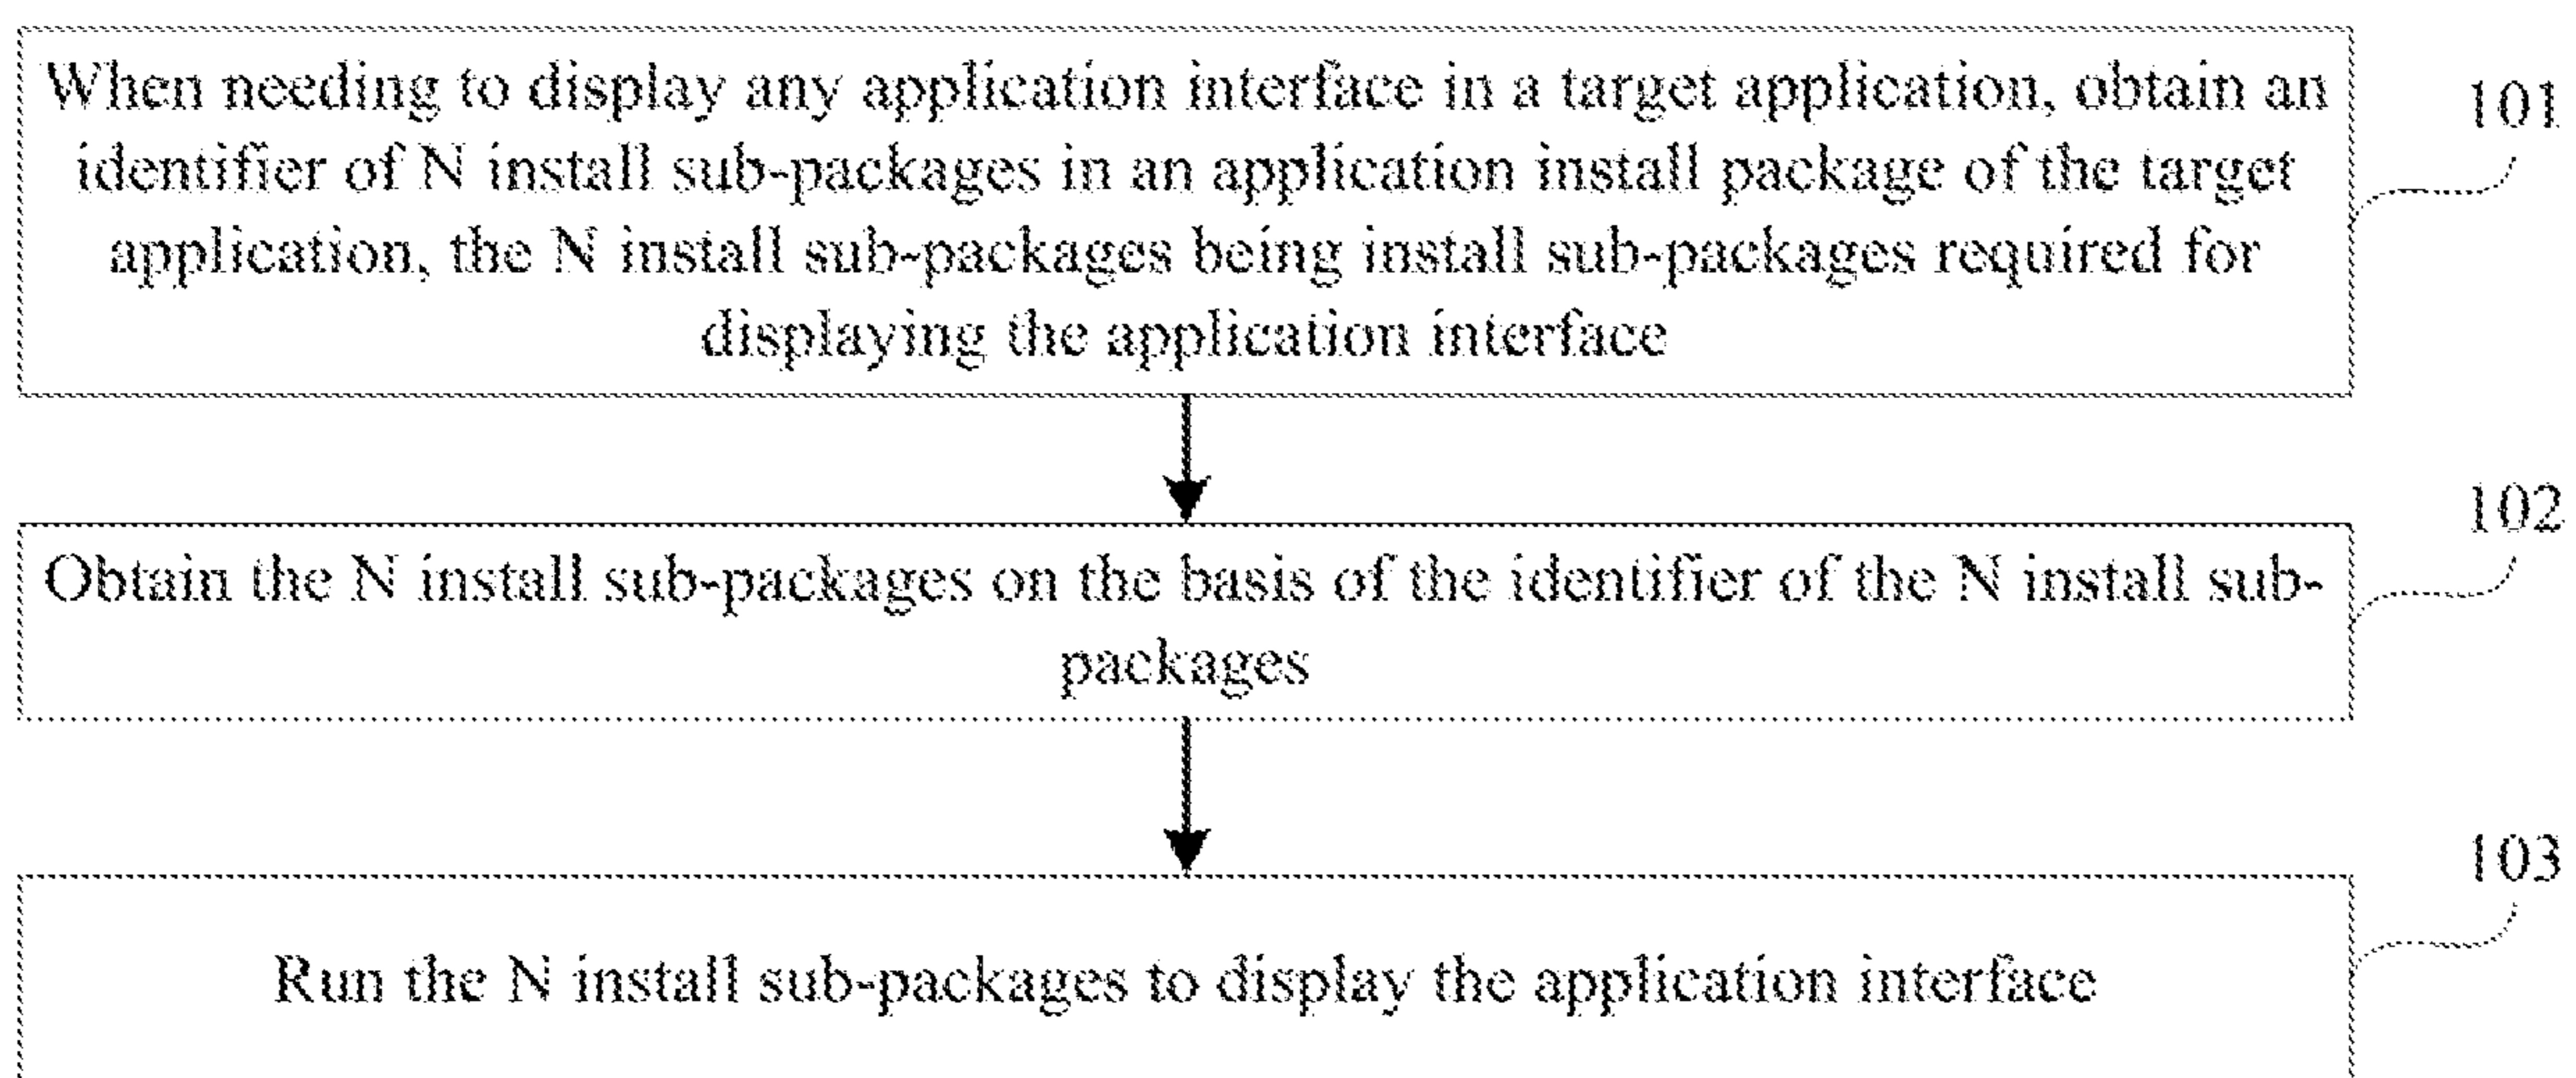 When needing to display any application interface in a target application, obtain an
identifier of N install sub-packages in an application install package of the target
application, the N install sub-packages being install sub-packages required for
displaying the application interface
101
Obtain the N install sub-packages on the basis of the identifier of the N install sub-
packages
102
Run the N install sub-packages to display the application interface
103